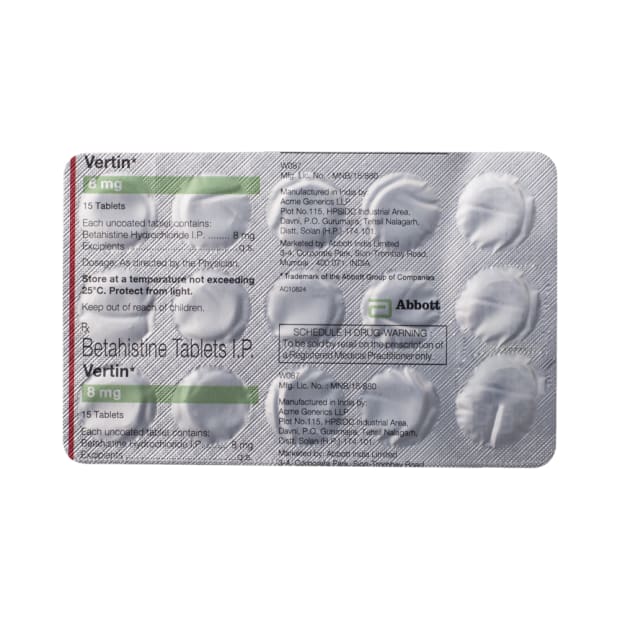 Vertin*
8 mg
15 Tablets
Each uncoated tablet contains:
Betahistine Hydrochloride I.P. ........ 8 mg
Excipients ........ q.s.
Dosage: As directed by the Physician.
Store at a temperature not exceeding
25°C. Protect from light.
Keep out of reach of children.
Rx
Betahistine Tablets I.P.
Vertin*
8 mg
15 Tablets
Each uncoated tablet contains:
Betahistine Hydrochloride I.P. ........ 8 mg
Excipients ........ q.s.
W087
Mfg. Lic. No. : MNB/15/880
Manufactured in India by:
Acme Generics LLP
Plot No.115, HPSIDC Industrial Area,
Davni, P.O. Gurumajra, Tehsil Nalagarh,
Distt. Solan (H.P.)-174 101.
Marketed by: Abbott India Limited
3-4, Corporate Park, Sion-Trombay Road,
Mumbai - 400 071. INDIA.
* Trademark of the Abbott Group of Companies
Abbott
SCHEDULE H DRUG-WARNING :
To be sold by retail on the prescription of
a Registered Medical Practitioner only.
W087
Mfg. Lic. No. : MNB/15/880
Manufactured in India by:
Acme Generics LLP
Plot No.115, HPSIDC Industrial Area,
Davni, P.O. Gurumajra, Tehsil Nalagarh,
Distt. Solan (H.P.)-174 101.
Marketed by: Abbott India Limited
3-4, Corporate Park, Sion-Trombay Road